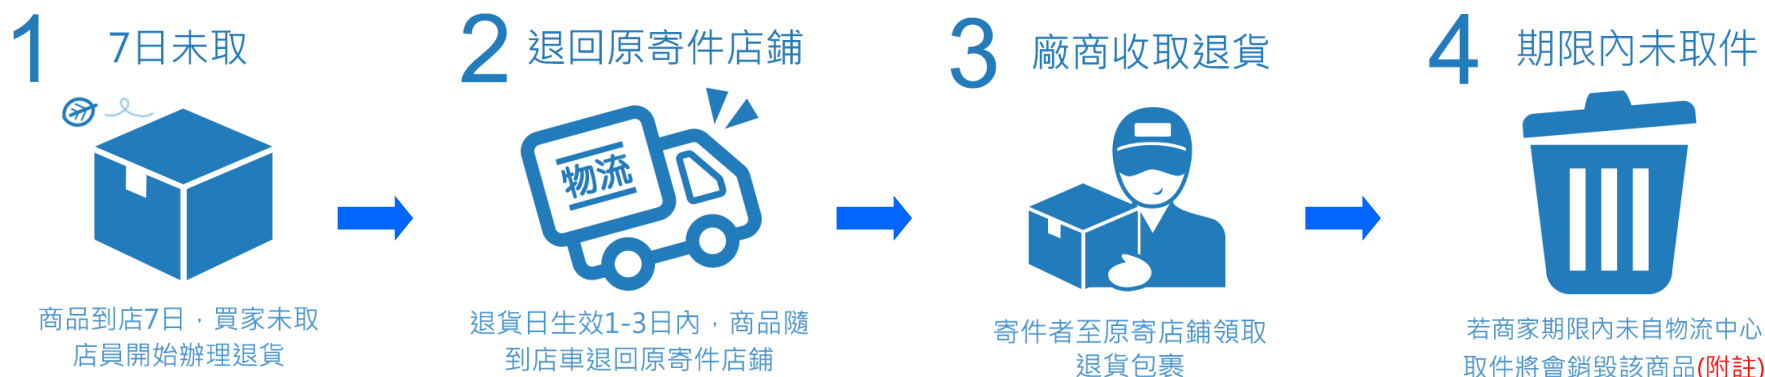 1 7日未取
物流
商品到店7日，買家未取
店員開始辦理退貨
2 退回原寄件店鋪
退貨日生效1-3日內，商品隨
到店車退回原寄件店鋪
3 廠商收取退貨
寄件者至原寄店鋪領取
退貨包裹
4 期限內未取件
若商家期限內未自物流中心
取件將會銷毀該商品(附註)